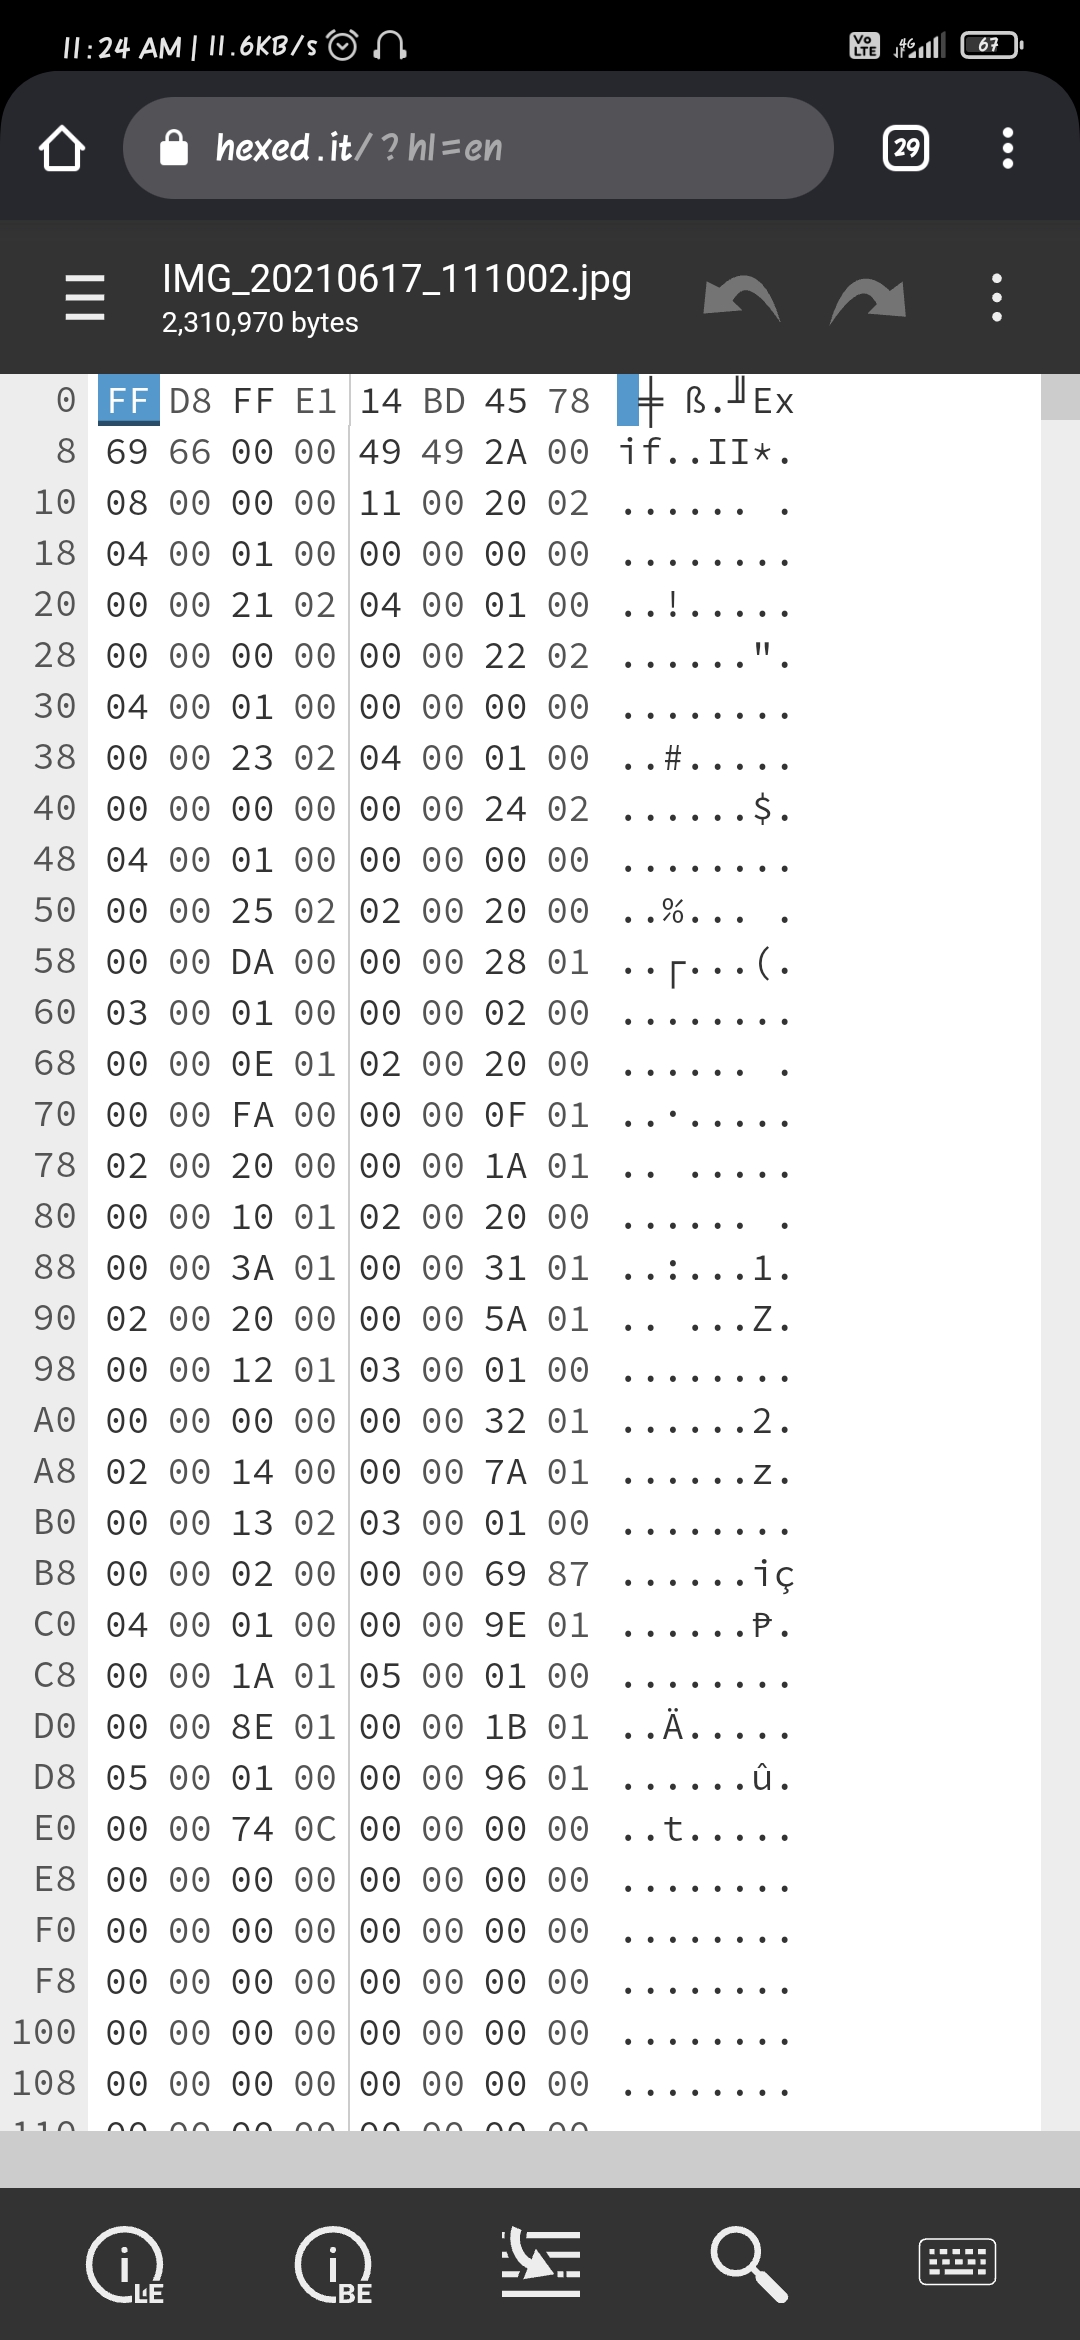 11:24 AM | 11.6KB/s Vo LTE 4G 67
hexed.it/?hl=en 29
IMG_20210617_111002.jpg
2,310,970 bytes
0 FF D8 FF E1 14 BD 45 78 ╪ ß.╜Ex
8 69 66 00 00 49 49 2A 00 if..II*.
10 08 00 00 00 11 00 20 02 ...... .
18 04 00 01 00 00 00 00 00 ........
20 00 00 21 02 04 00 01 00 ..!.....
28 00 00 00 00 00 00 22 02 ......".
30 04 00 01 00 00 00 00 00 ........
38 00 00 23 02 04 00 01 00 ..#.....
40 00 00 00 00 00 00 24 02 ......$.
48 04 00 01 00 00 00 00 00 ........
50 00 00 25 02 02 00 20 00 ..%... .
58 00 00 DA 00 00 00 28 01 ..┌...(.
60 03 00 01 00 00 00 02 00 ........
68 00 00 0E 01 02 00 20 00 ...... .
70 00 00 FA 00 00 00 0F 01 ..·.....
78 02 00 20 00 00 00 1A 01 .. .....
80 00 00 10 01 02 00 20 00 ...... .
88 00 00 3A 01 00 00 31 01 ..:...1.
90 02 00 20 00 00 00 5A 01 .. ...Z.
98 00 00 12 01 03 00 01 00 ........
A0 00 00 00 00 00 00 32 01 ......2.
A8 02 00 14 00 00 00 7A 01 ......z.
B0 00 00 13 02 03 00 01 00 ........
B8 00 00 02 00 00 00 69 87 ......iç
C0 04 00 01 00 00 00 9E 01 ......₧.
C8 00 00 1A 01 05 00 01 00 ........
D0 00 00 8E 01 00 00 1B 01 ..Ä.....
D8 05 00 01 00 00 00 96 01 ......û.
E0 00 00 74 0C 00 00 00 00 ..t.....
E8 00 00 00 00 00 00 00 00 ........
F0 00 00 00 00 00 00 00 00 ........
F8 00 00 00 00 00 00 00 00 ........
100 00 00 00 00 00 00 00 00 ........
108 00 00 00 00 00 00 00 00 ........
110 00 00 00 00 00 00 00 00
i LE i BE